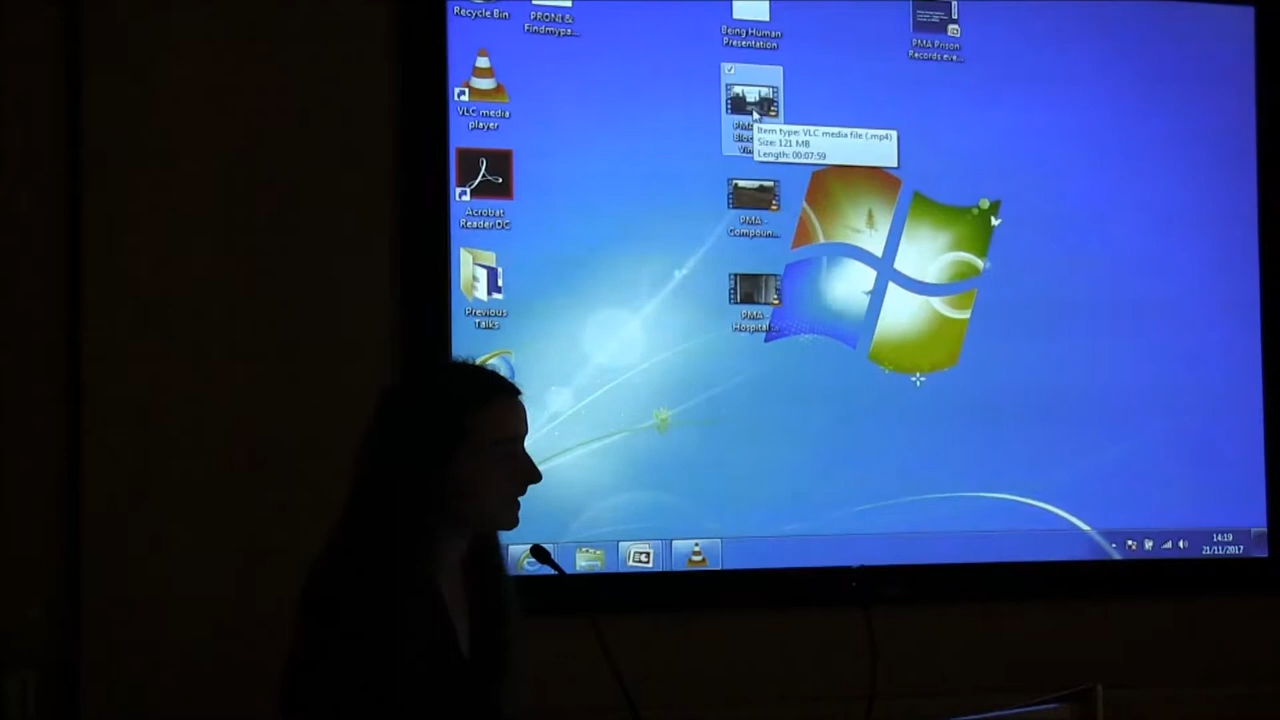 Recycle Bin
PRONI &
Findmypa...
Being Human
Presentation
PMA Prison
Records eve...
VLC media
player
PMA
Item type: VLC media file (.mp4)
Size: 121 MB
Length: 00:07:59
Acrobat
Reader DC
PMA -
Compoun...
Previous
Talks
PMA -
Hospital...
14:19
21/11/2017